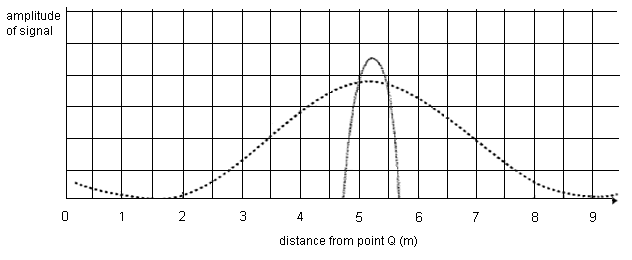 amplitude
of signal
0 1 2 3 4 5 6 7 8 9
distance from point Q (m)